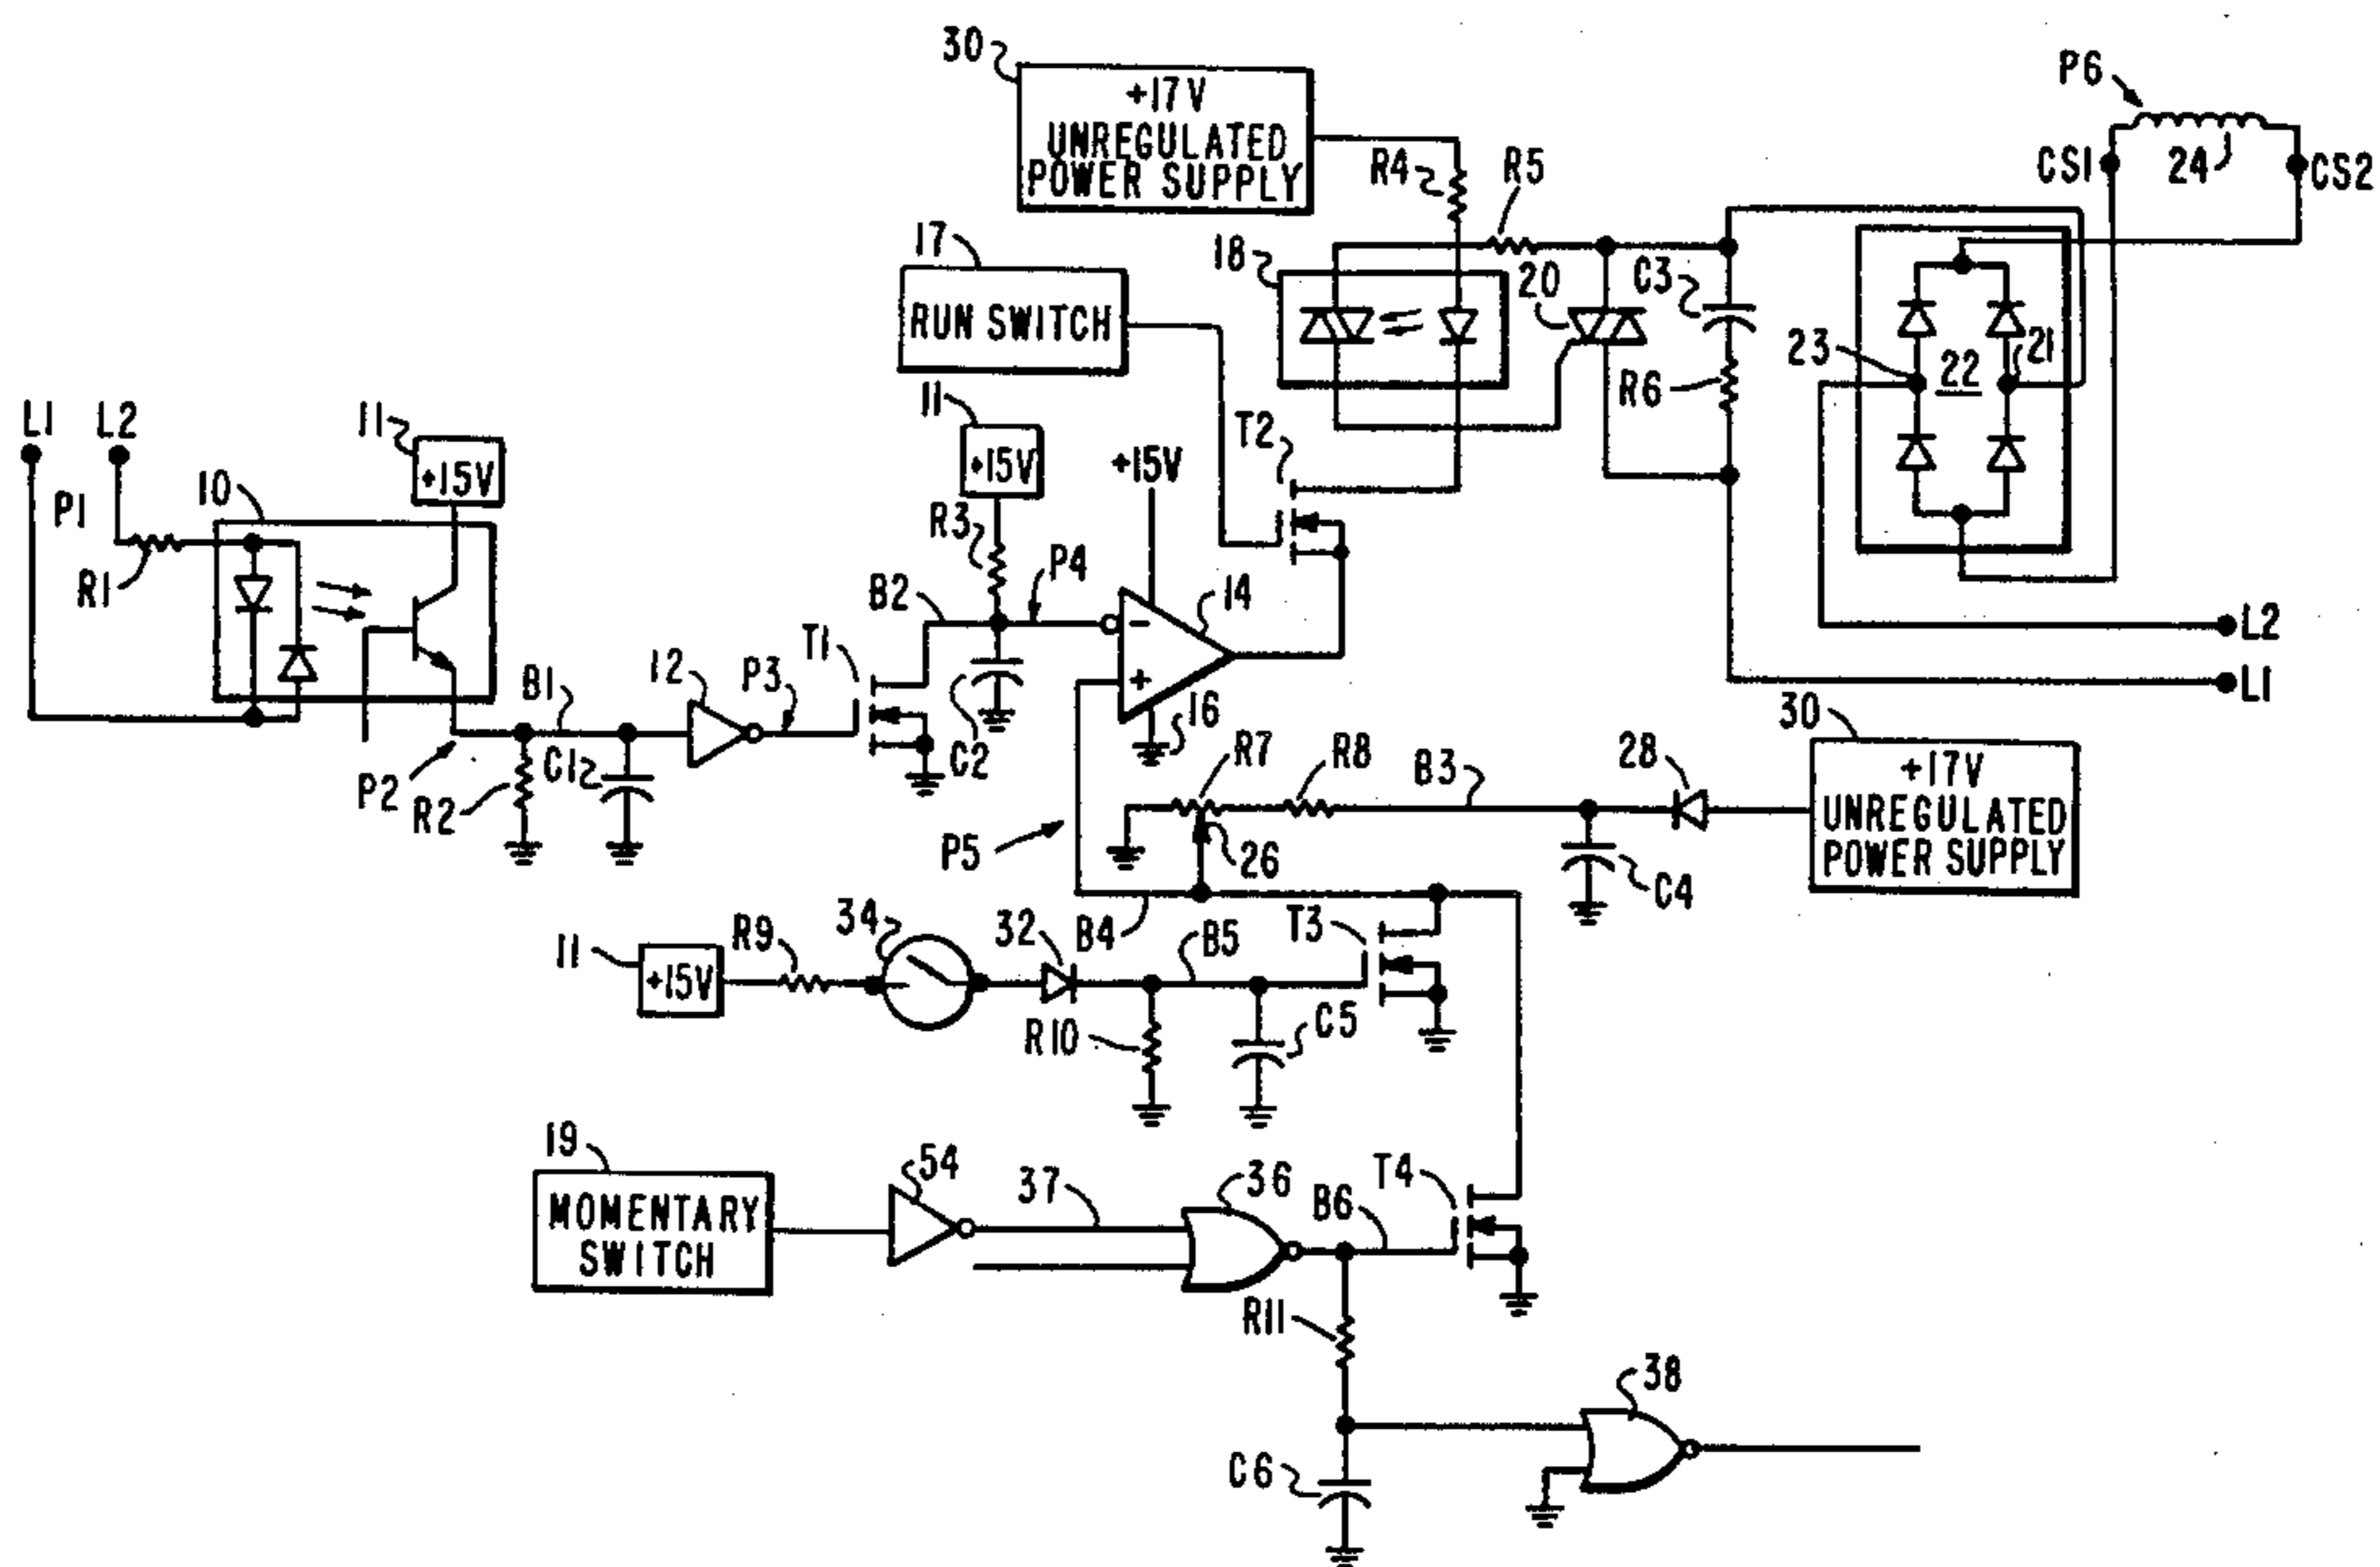 30
+17V
UNREGULATED
POWER SUPPLY
P6
CS1
24
CS2
R4
R5
17
RUN SWITCH
18
20
C3
23
22
21
R6
L1
L2
11
+15V
11
+15V
+15V
T2
P1
10
R1
R3
P4
B2
14
L2
L1
T1
12
P3
B1
C1
C2
16
P2
R2
R7
R8
B3
28
30
+17V
UNREGULATED
POWER SUPPLY
P5
26
C4
11
+15V
R9
34
32
B4
B5
T3
R10
C5
19
MOMENTARY
SWITCH
54
37
36
B6
T4
R11
38
C6
-
+